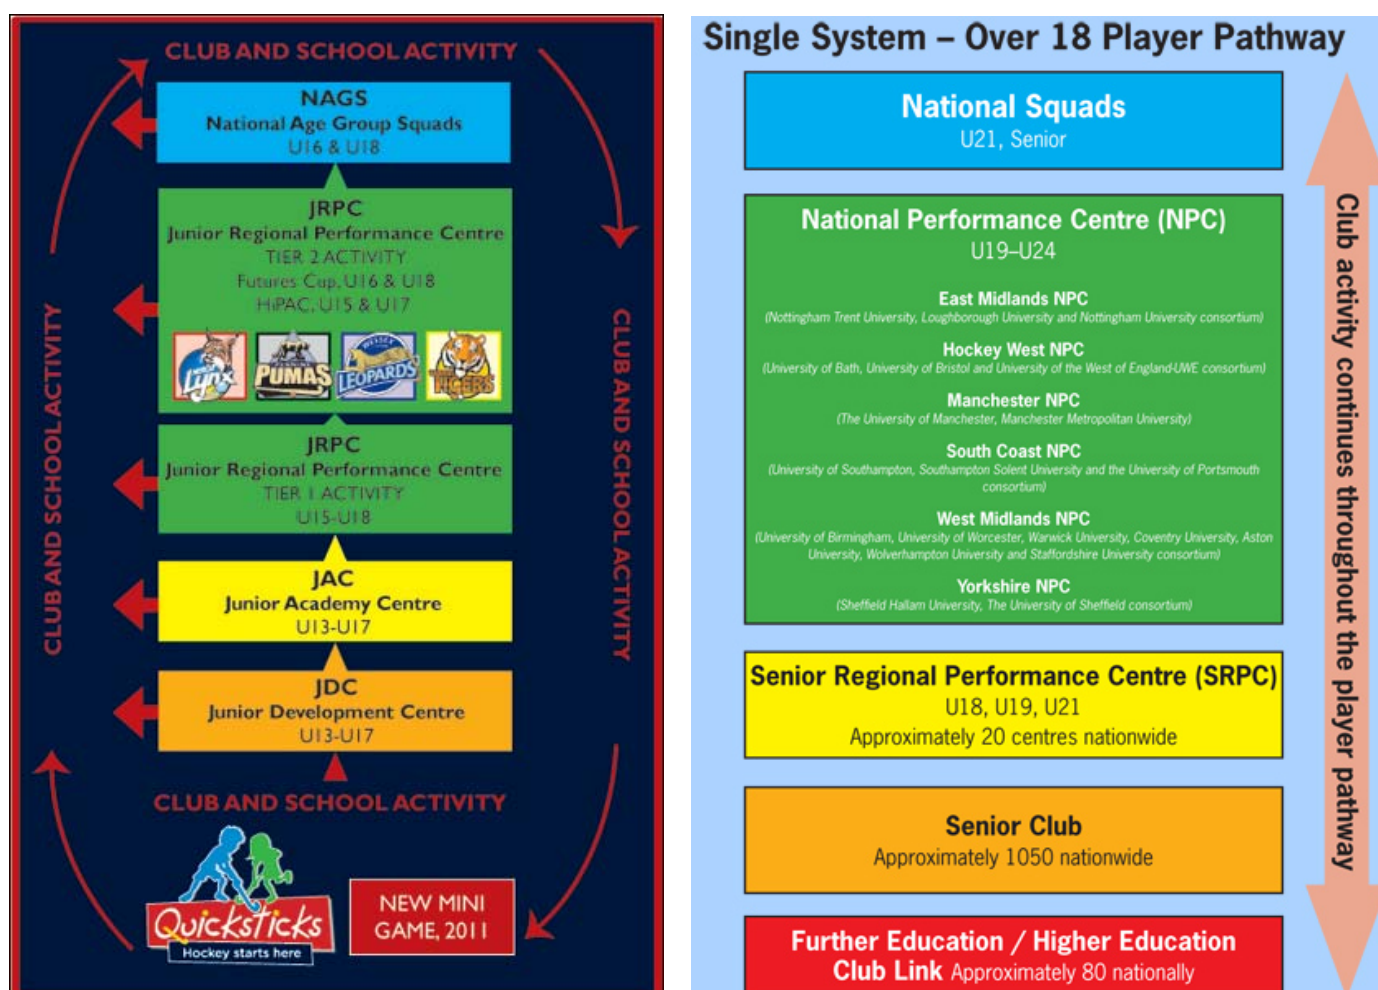 CLUB AND SCHOOL ACTIVITY
NAGS
National Age Group Squads
U16 & U18
JRPC
Junior Regional Performance Centre
TIER 2 ACTIVITY
Futures Cup, U16 & U18
HiPAC, U15 & U17
Lynx
PUMAS
WESSEX
LEOPARDS
TIGERS
JRPC
Junior Regional Performance Centre
TIER 1 ACTIVITY
U15-U18
JAC
Junior Academy Centre
U13-U17
JDC
Junior Development Centre
U13-U17
CLUB AND SCHOOL ACTIVITY
CLUB AND SCHOOL ACTIVITY
CLUB AND SCHOOL ACTIVITY
Quicksticks
Hockey starts here
NEW MINI
GAME, 2011
Single System – Over 18 Player Pathway
National Squads
U21, Senior
National Performance Centre (NPC)
U19–U24
East Midlands NPC
(Nottingham Trent University, Loughborough University and Nottingham University consortium)
Hockey West NPC
(University of Bath, University of Bristol and University of the West of England-UWE consortium)
Manchester NPC
(The University of Manchester, Manchester Metropolitan University)
South Coast NPC
(University of Southampton, Southampton Solent University and the University of Portsmouth
consortium)
West Midlands NPC
(University of Birmingham, University of Worcester, Warwick University, Coventry University, Aston
University, Wolverhampton University and Staffordshire University consortium)
Yorkshire NPC
(Sheffield Hallam University, The University of Sheffield consortium)
Senior Regional Performance Centre (SRPC)
U18, U19, U21
Approximately 20 centres nationwide
Senior Club
Approximately 1050 nationwide
Further Education / Higher Education
Club Link Approximately 80 nationally
Club activity continues throughout the player pathway